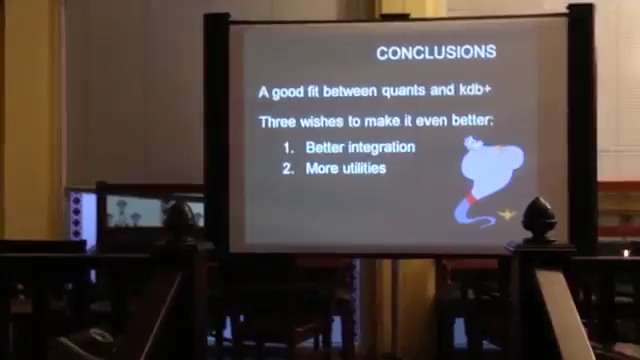 CONCLUSIONS
A good fit between quants and kdb+
Three wishes to make it even better:
1. Better integration
2. More utilities